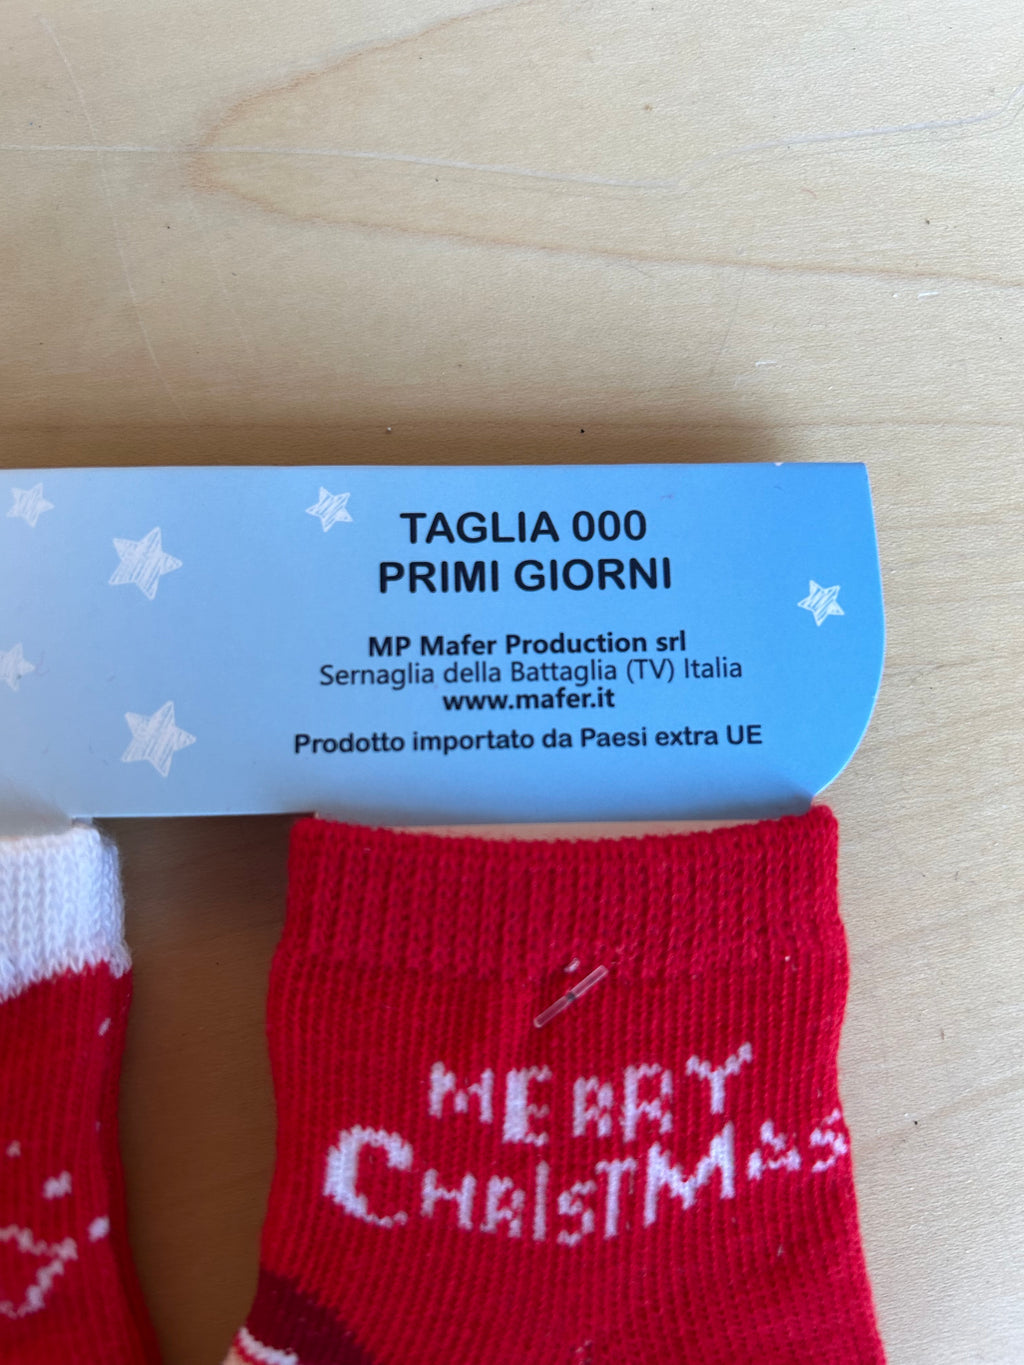 TAGLIA 000
PRIMI GIORNI
MP Mafer Production srl
Sernaglia della Battaglia (TV) Italia
www.mafer.it
Prodotto importato da Paesi extra UE
MERRY
CHRISTMAS